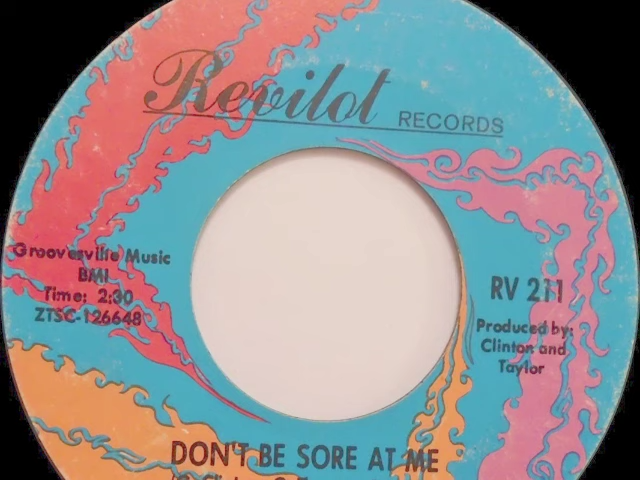 Revilot RECORDS
Groovesville Music
BMI
Time: 2:30
ZTSC-126648
RV 211
Produced by:
Clinton and
Taylor
DON'T BE SORE AT ME